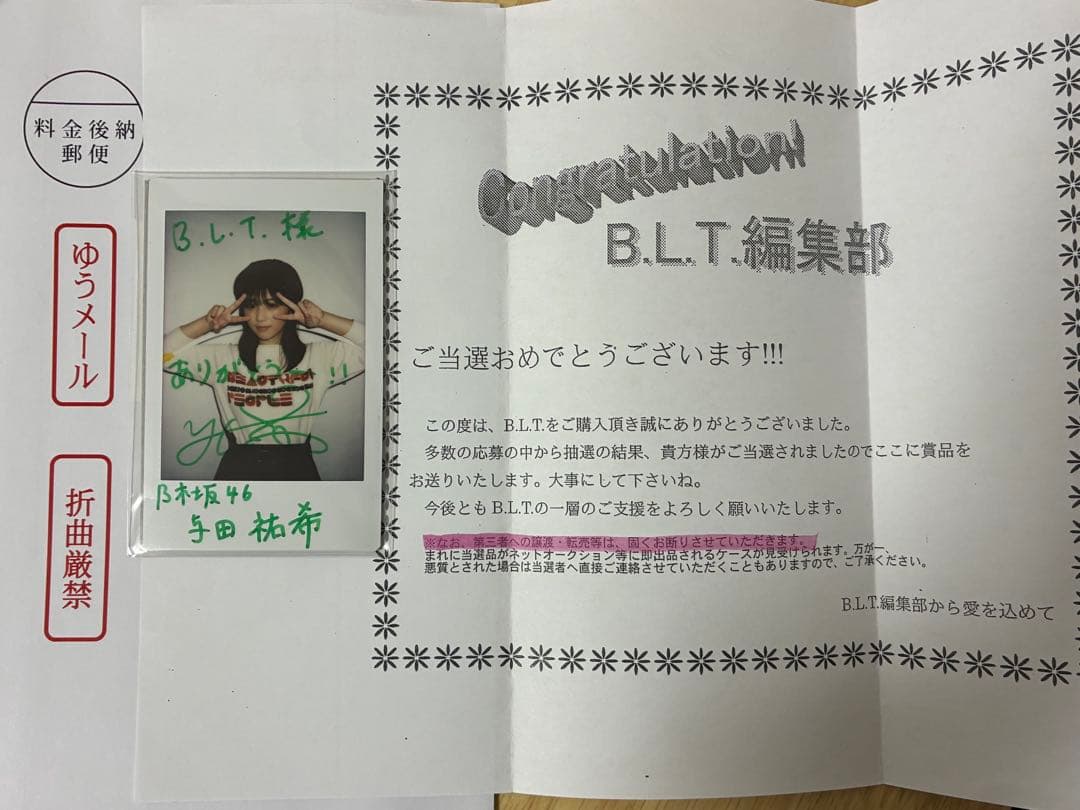 料金後納
郵便
ゆうメール
折曲厳禁
B.L.T. 様
ありがとうー!!
BEAUTIFUL
PEOPLE
乃木坂46
与田 祐希
Congratulation!
B.L.T.編集部
ご当選おめでとうございます!!!
この度は、B.L.T.をご購入頂き誠にありがとうございました。
多数の応募の中から抽選の結果、貴方様がご当選されましたのでここに賞品を
お送りいたします。大事にして下さいね。
今後とも B.L.T.の一層のご支援をよろしく願いいたします。
※なお、第三者への譲渡・転売等は、固くお断りさせていただきます。
まれに当選品がネットオークション等に即出品されるケースが見受けられます。万が一、
悪質とされた場合は当選者へ直接ご連絡させていただくこともありますので、ご了承ください。
B.L.T.編集部から愛を込めて